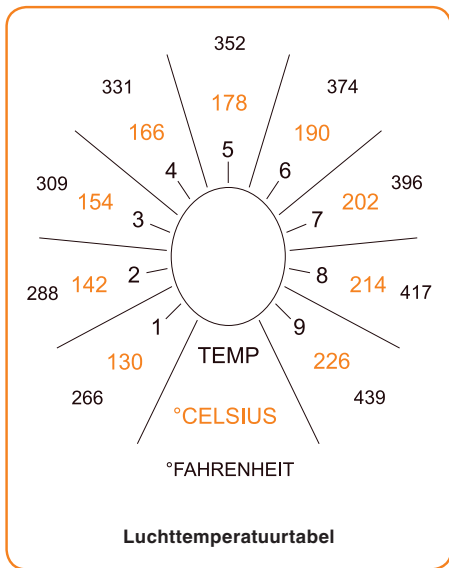 352
331 374
178
166 190
5
4 6
309 396
154 202
3 7
2 8
288 142 214 417
1 9
130 TEMP 226
266 439
°CELSIUS
°FAHRENHEIT
Luchttemperatuurtabel